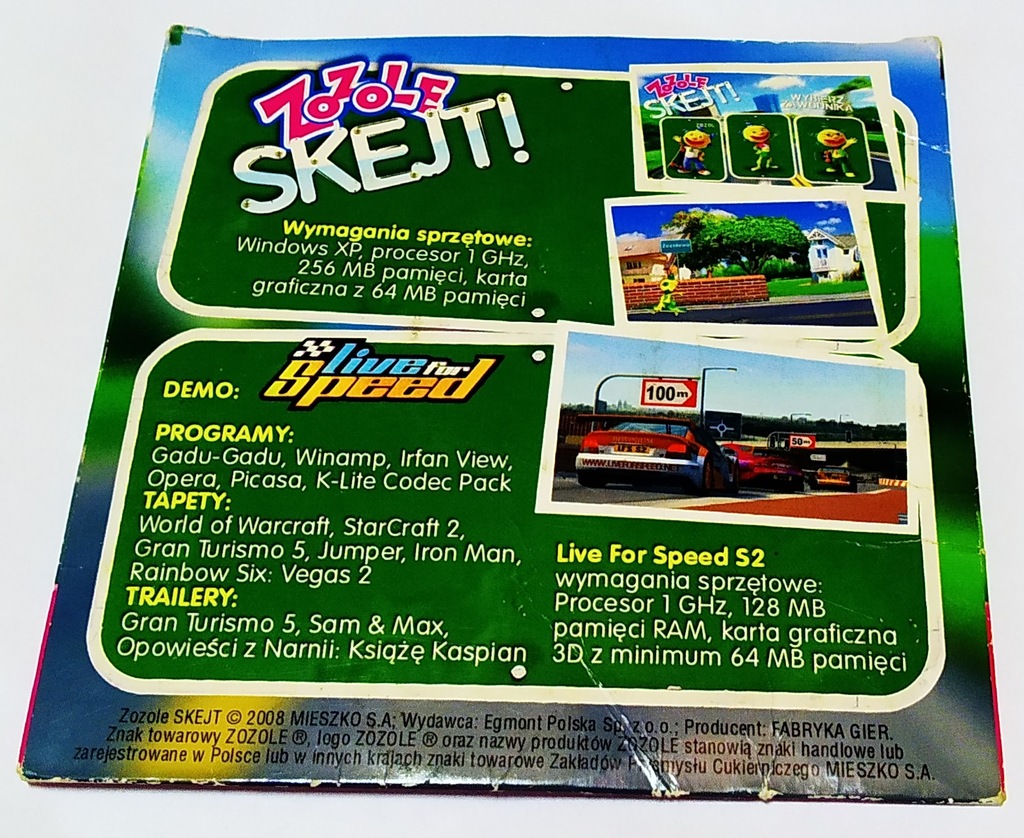 ZOZOLE
SKEJT!
Wymagania sprzętowe:
Windows XP, procesor 1 GHz,
256 MB pamięci, karta
graficzna z 64 MB pamięci
ZOZOLE
SKEJT!
WYBIERZ
ZAWODNIKA
DEMO:
Live for
Speed
PROGRAMY:
Gadu-Gadu, Winamp, Irfan View,
Opera, Picasa, K-Lite Codec Pack
TAPETY:
World of Warcraft, StarCraft 2,
Gran Turismo 5, Jumper, Iron Man,
Rainbow Six: Vegas 2
TRAILERY:
Gran Turismo 5, Sam & Max,
Opowieści z Narnii: Książę Kaspian
100m
50m
WWW.LIVEFORSPEED.NET
Live For Speed S2
wymagania sprzętowe:
Procesor 1 GHz, 128 MB
pamięci RAM, karta graficzna
3D z minimum 64 MB pamięci
Zozole SKEJT © 2008 MIESZKO S.A; Wydawca: Egmont Polska Sp. z o.o.; Producent: FABRYKA GIER.
Znak towarowy ZOZOLE ®, logo ZOZOLE ® oraz nazwy produktów ZOZOLE stanowią znaki handlowe lub
zarejestrowane w Polsce lub w innych krajach znaki towarowe Zakładów Przemysłu Cukierniczego MIESZKO S.A.